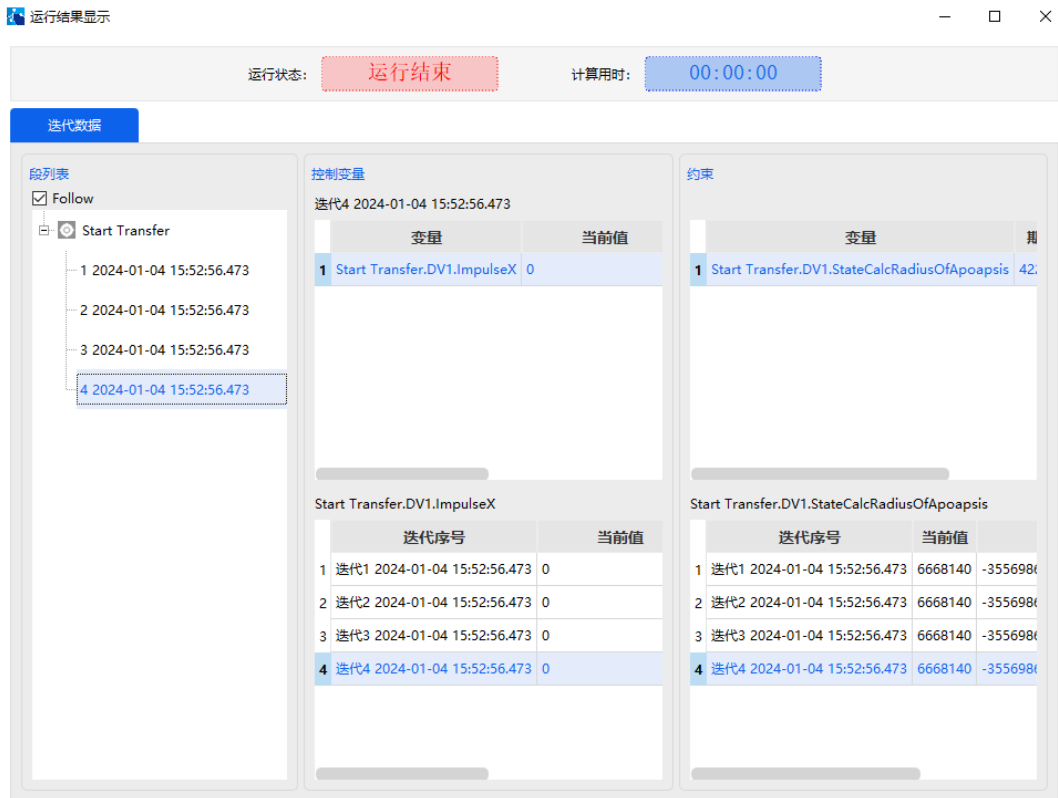 运行结果显示
运行状态: 运行结束 计算用时: 00:00:00
迭代数据
段列表
Follow
Start Transfer
1 2024-01-04 15:52:56.473
2 2024-01-04 15:52:56.473
3 2024-01-04 15:52:56.473
4 2024-01-04 15:52:56.473
控制变量
迭代4 2024-01-04 15:52:56.473
变量 当前值
1 Start Transfer.DV1.ImpulseX 0
Start Transfer.DV1.ImpulseX
迭代序号 当前值
1 迭代1 2024-01-04 15:52:56.473 0
2 迭代2 2024-01-04 15:52:56.473 0
3 迭代3 2024-01-04 15:52:56.473 0
4 迭代4 2024-01-04 15:52:56.473 0
约束
变量 期
1 Start Transfer.DV1.StateCalcRadiusOfApoapsis 422
Start Transfer.DV1.StateCalcRadiusOfApoapsis
迭代序号 当前值
1 迭代1 2024-01-04 15:52:56.473 6668140 -3556986
2 迭代2 2024-01-04 15:52:56.473 6668140 -3556986
3 迭代3 2024-01-04 15:52:56.473 6668140 -3556986
4 迭代4 2024-01-04 15:52:56.473 6668140 -3556986